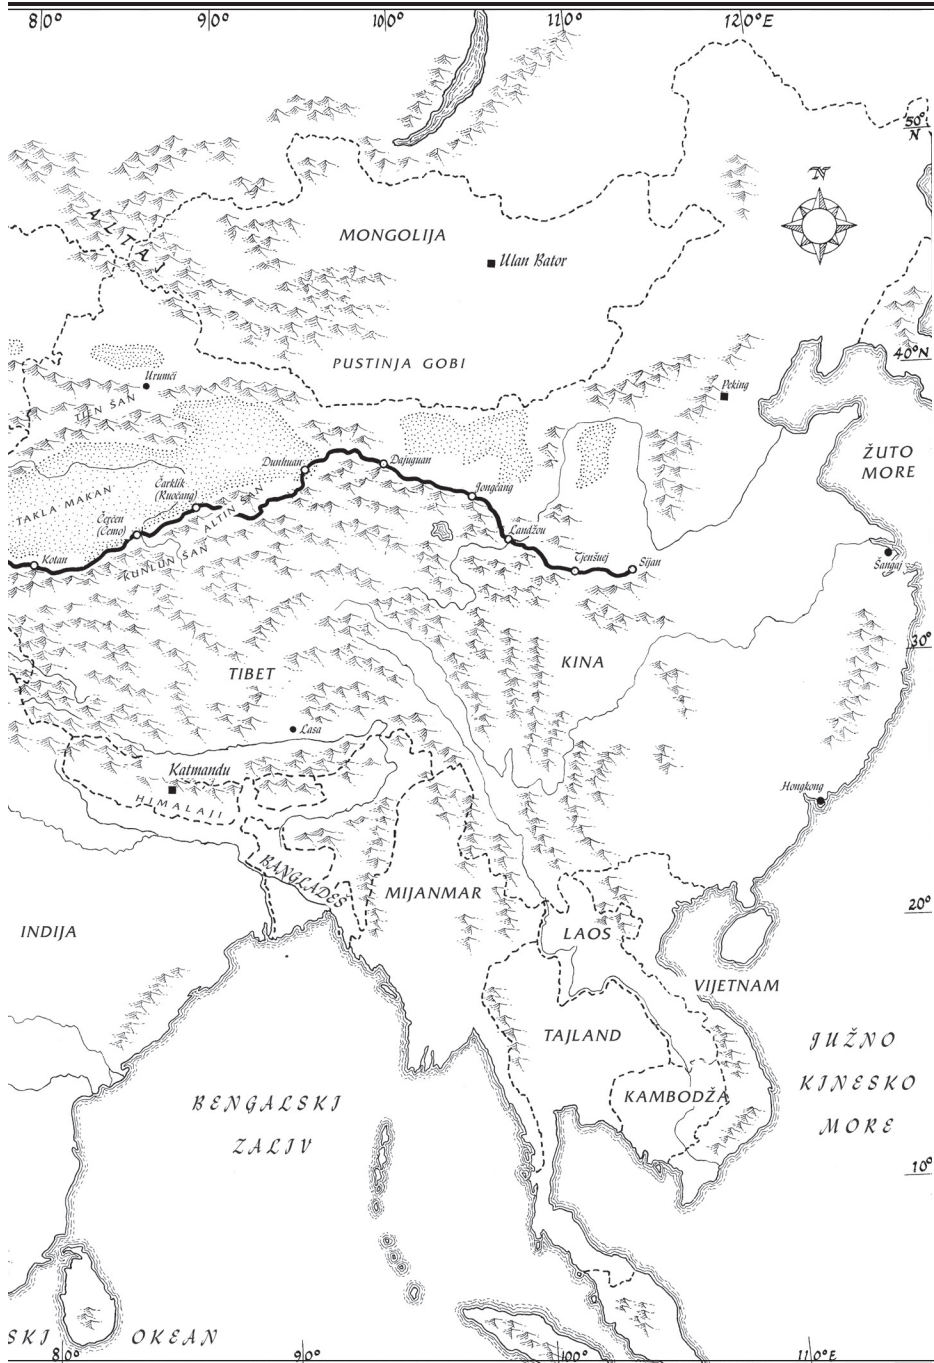 80°
90°
100°
110°
120°E
50°
N
N
ALTAJ
MONGOLIJA
Ulan Bator
PUSTINJA GOBI
40°N
Urumči
TJEN ŠAN
Peking
ŽUTO
MORE
Dunhuan
Dajuguan
Čarklik
(Ruočang)
Jongčang
TAKLA MAKAN
ALTIN ŠAN
Čerčen
(Čemo)
Landžou
Kotan
KUNLUN ŠAN
Tjenšuej
Sijan
Šangaj
30°
TIBET
KINA
Lasa
Katmandu
HIMALAJI
Hongkong
BANGLADEŠ
MIJANMAR
20°
INDIJA
LAOS
VIJETNAM
TAJLAND
JUŽNO
KINESKO
MORE
KAMBODŽA
BENGALSKI
ZALIV
10°
SKI OKEAN
80°
90°
100°
110°E